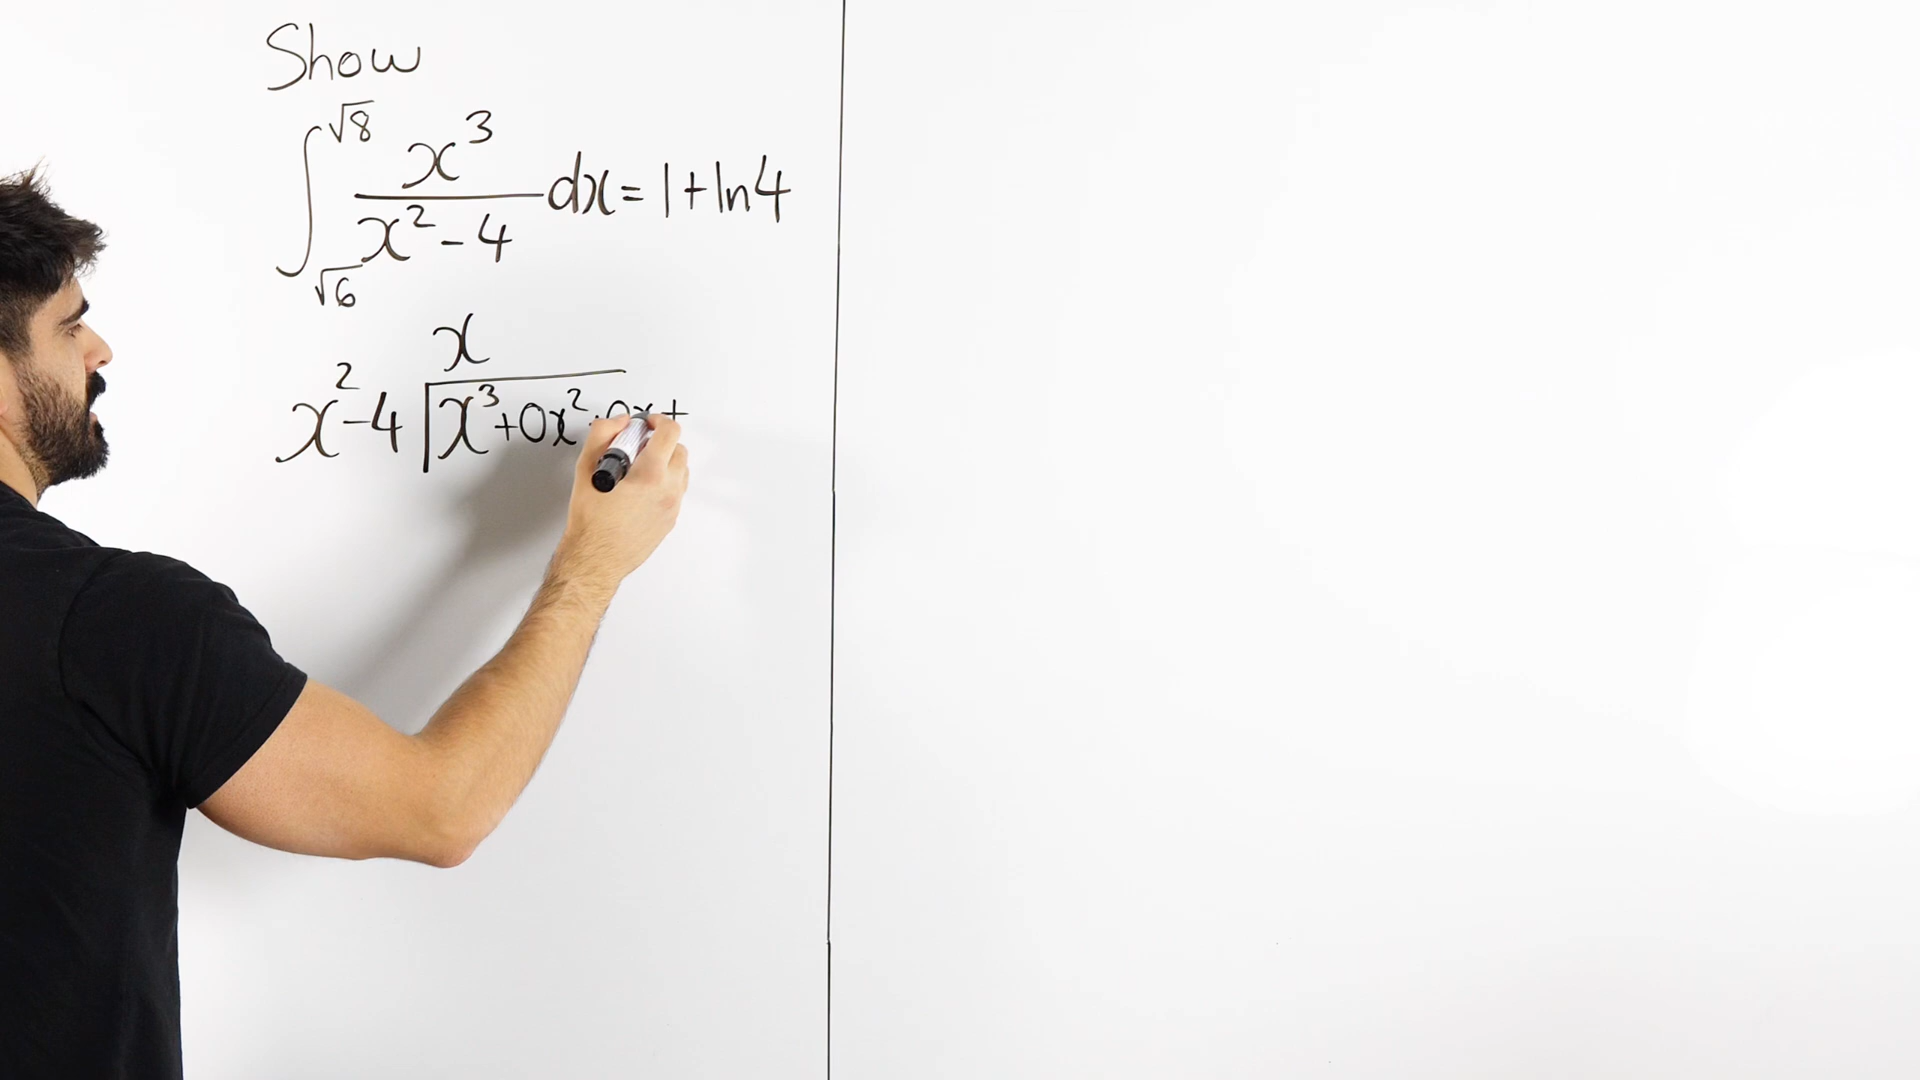 Show
∫_{√6}^{√8} x³/(x²-4) dx = 1 + ln4
x
x²-4 | x³+0x²+0x+